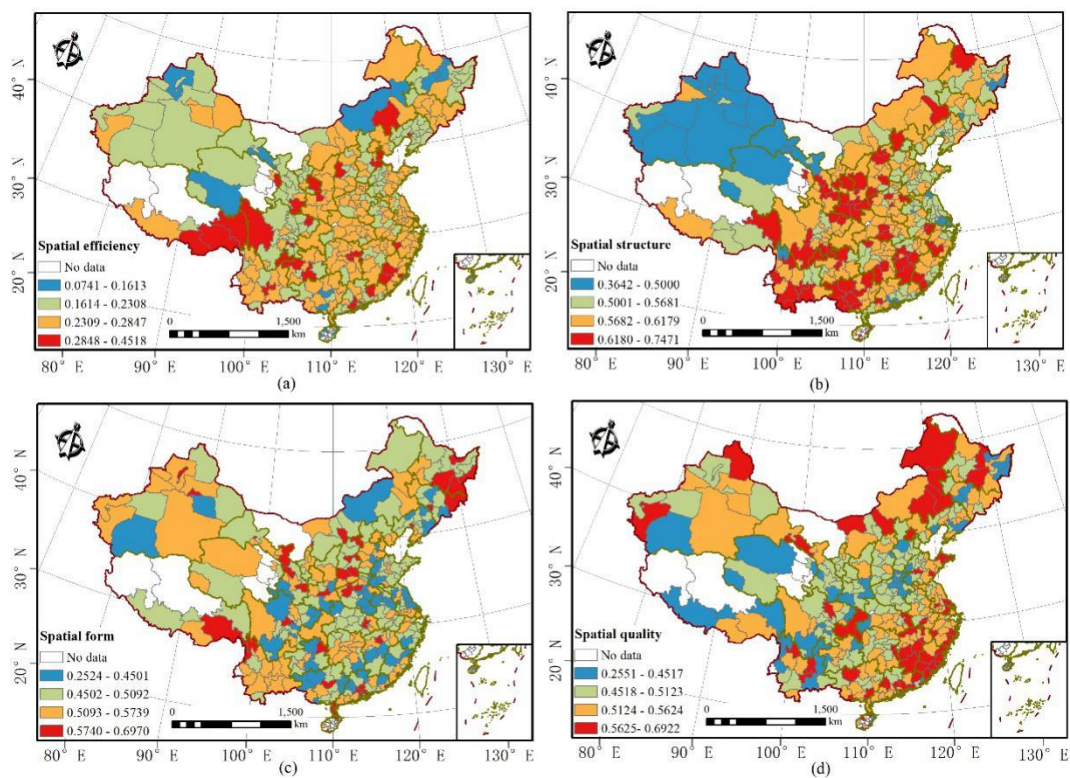 40° N
30° N
20° N
Spatial efficiency
No data
0.0741 - 0.1613
0.1614 - 0.2308
0.2309 - 0.2847
0.2848 - 0.4518
0 1,500
km
80° E 90° E 100° E 110° E 120° E 130° E
(a)
40° N
30° N
20° N
Spatial structure
No data
0.3642 - 0.5000
0.5001 - 0.5681
0.5682 - 0.6179
0.6180 - 0.7471
0 1,500
km
80° E 90° E 100° E 110° E 120° E 130° E
(b)
40° N
30° N
20° N
Spatial form
No data
0.2524 - 0.4501
0.4502 - 0.5092
0.5093 - 0.5739
0.5740 - 0.6970
0 1,500
km
80° E 90° E 100° E 110° E 120° E 130° E
(c)
40° N
30° N
20° N
Spatial quality
No data
0.2551 - 0.4517
0.4518 - 0.5123
0.5124 - 0.5624
0.5625- 0.6922
0 1,500
km
80° E 90° E 100° E 110° E 120° E 130° E
(d)